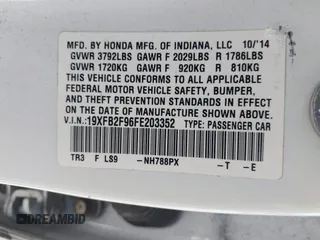 MFD. BY HONDA MFG. OF INDIANA, LLC 10/'14
GVWR 3792LBS GAWR F 2029LBS R 1786LBS
GVWR 1720KG GAWR F 920KG R 810KG
THIS VEHICLE CONFORMS TO ALL APPLICABLE
FEDERAL MOTOR VEHICLE SAFETY, BUMPER,
AND THEFT PREVENTION STANDARDS IN EFFECT
ON THE DATE OF MANUFACTURE SHOWN ABOVE.
V.I.N.:19XFB2F96FE203352 TYPE: PASSENGER CAR
TR3 F LS9 -NH788PX -T -E
DREAMBID